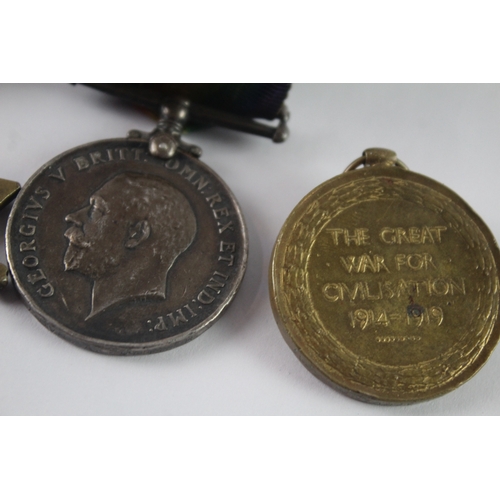 GEORGIVS V BRITT: OMN: REX ET IND: IMP:
THE GREAT
WAR FOR
CIVILISATION
1914-1919